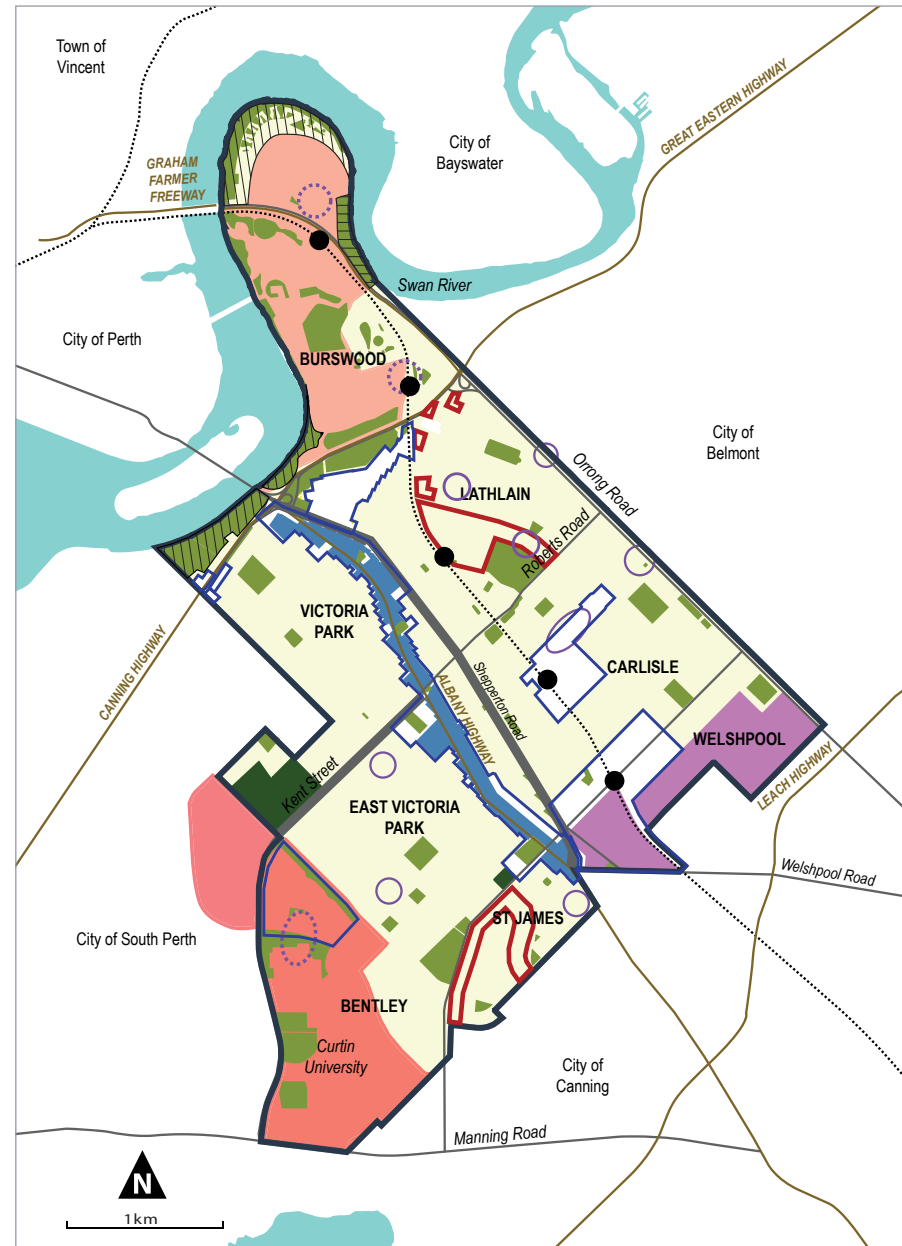 Town of
Vincent
City of
Bayswater
GREAT EASTERN HIGHWAY
GRAHAM
FARMER
FREEWAY
Swan River
City of Perth
BURSWOOD
City of
Belmont
Orrong Road
LATHLAIN
Roberts Road
VICTORIA
PARK
CARLISLE
CANNING HIGHWAY
ALBANY HIGHWAY
Shepperton Road
WELSHPOOL
LEACH HIGHWAY
Kent Street
EAST VICTORIA
PARK
Welshpool Road
ST JAMES
City of South Perth
BENTLEY
Curtin
University
City of
Canning
Manning Road
N
1km